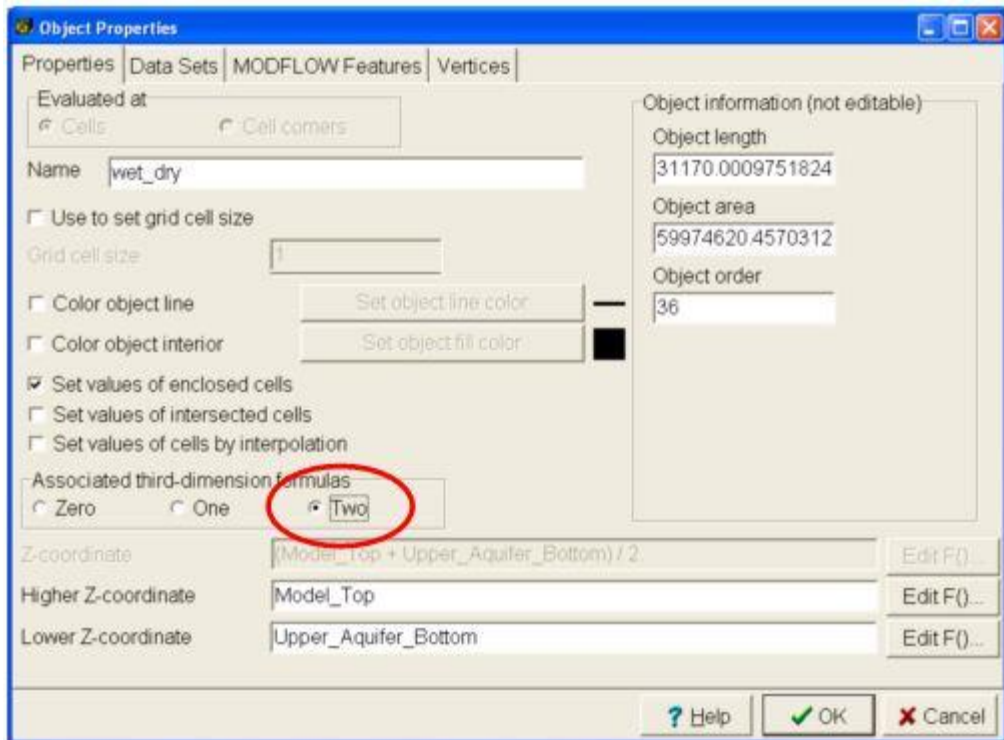 Object Properties
Properties Data Sets MODFLOW Features Vertices
Evaluated at
Cells Cell corners
Name wet_dry
Use to set grid cell size
Grid cell size 1
Color object line Set object line color
Color object interior Set object fill color
Set values of enclosed cells
Set values of intersected cells
Set values of cells by interpolation
Associated third-dimension formulas
Zero One Two
Object information (not editable)
Object length
31170.0009751824
Object area
59974620.4570312
Object order
36
Z-coordinate (Model_Top + Upper_Aquifer_Bottom) / 2. Edit F()...
Higher Z-coordinate Model_Top Edit F()...
Lower Z-coordinate Upper_Aquifer_Bottom Edit F()...
? Help OK Cancel